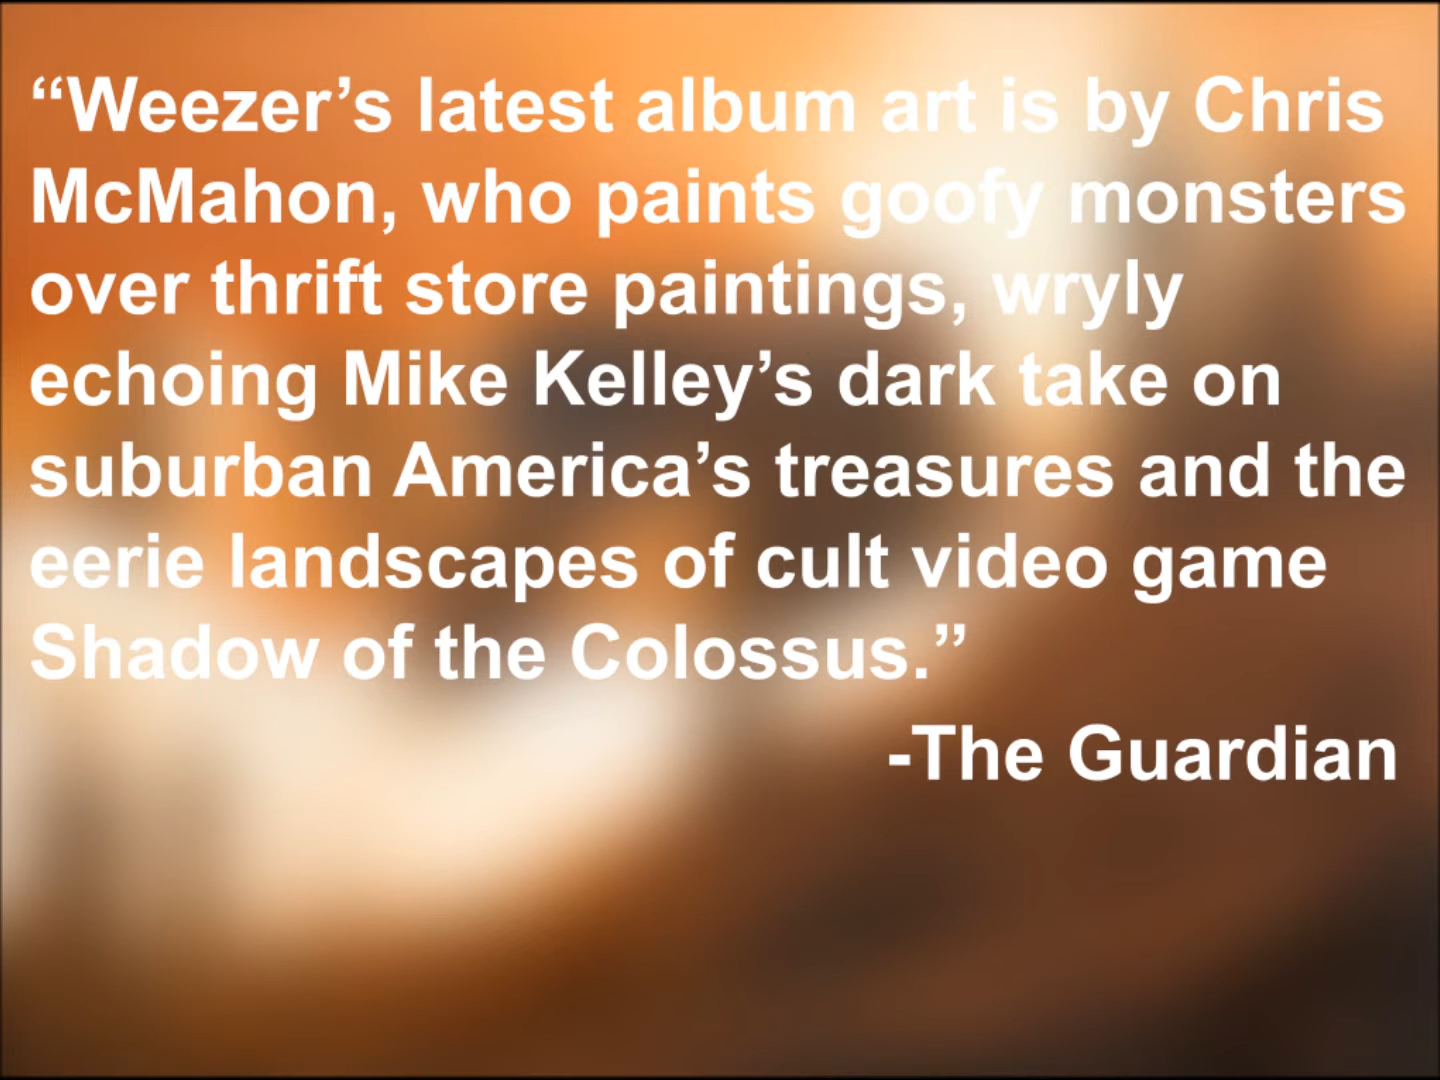 “Weezer’s latest album art is by Chris
McMahon, who paints goofy monsters
over thrift store paintings, wryly
echoing Mike Kelley’s dark take on
suburban America’s treasures and the
eerie landscapes of cult video game
Shadow of the Colossus.”
-The Guardian